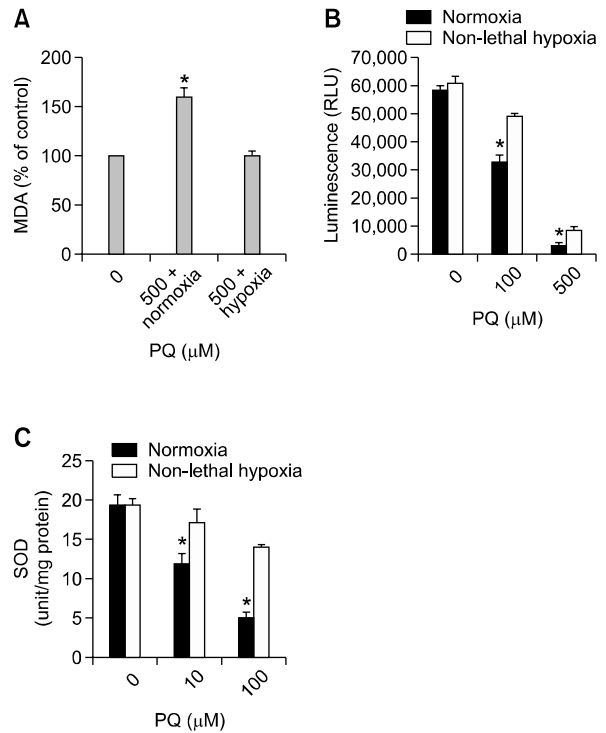 A
MDA (% of control)
200
150
100
50
0
*
0
500 +
normoxia
500 +
hypoxia
PQ (μM)
B
Normoxia
Non-lethal hypoxia
Luminescence (RLU)
70,000
60,000
50,000
40,000
30,000
20,000
10,000
0
*
*
0
100
500
PQ (μM)
C
Normoxia
Non-lethal hypoxia
SOD
(unit/mg protein)
25
20
15
10
5
0
*
*
0
10
100
PQ (μM)